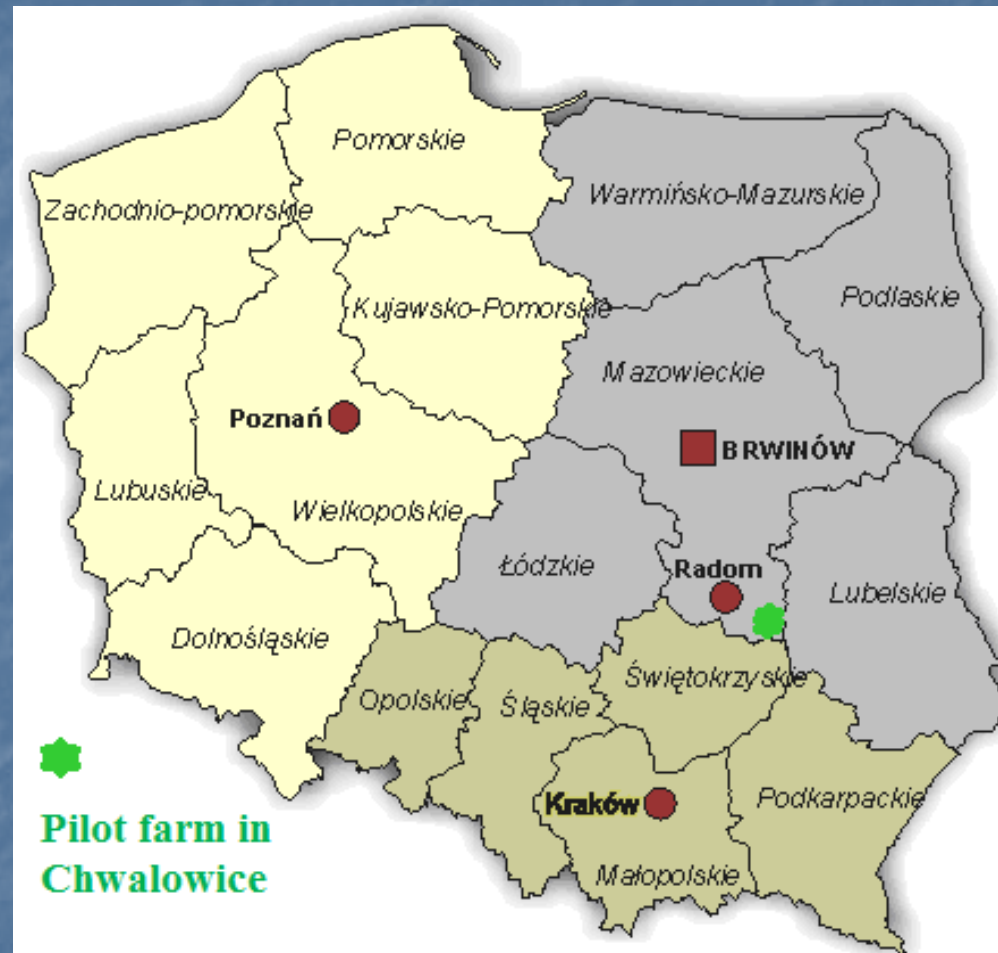 Pomorskie
Warmińsko-Mazurskie
Zachodnio-pomorskie
Podlaskie
Kujawsko-Pomorskie
Mazowieckie
Poznań
BRWINÓW
Lubuskie
Wielkopolskie
Łódzkie
Radom
Lubelskie
Dolnośląskie
Świętokrzyskie
Opolskie
Śląskie
Kraków
Podkarpackie
Małopolskie
Pilot farm in
Chwalowice